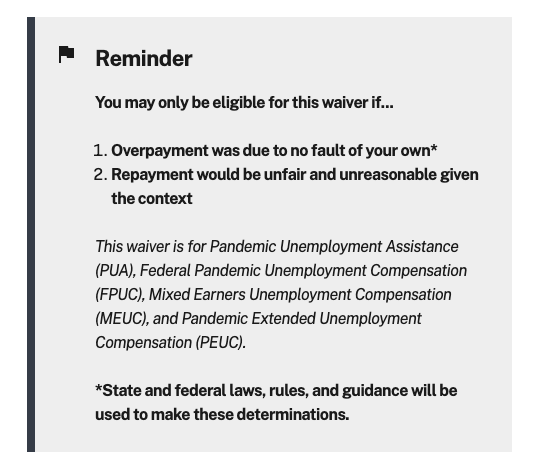 Reminder
You may only be eligible for this waiver if...
1. Overpayment was due to no fault of your own*
2. Repayment would be unfair and unreasonable given
the context
This waiver is for Pandemic Unemployment Assistance
(PUA), Federal Pandemic Unemployment Compensation
(FPUC), Mixed Earners Unemployment Compensation
(MEUC), and Pandemic Extended Unemployment
Compensation (PEUC).
*State and federal laws, rules, and guidance will be
used to make these determinations.